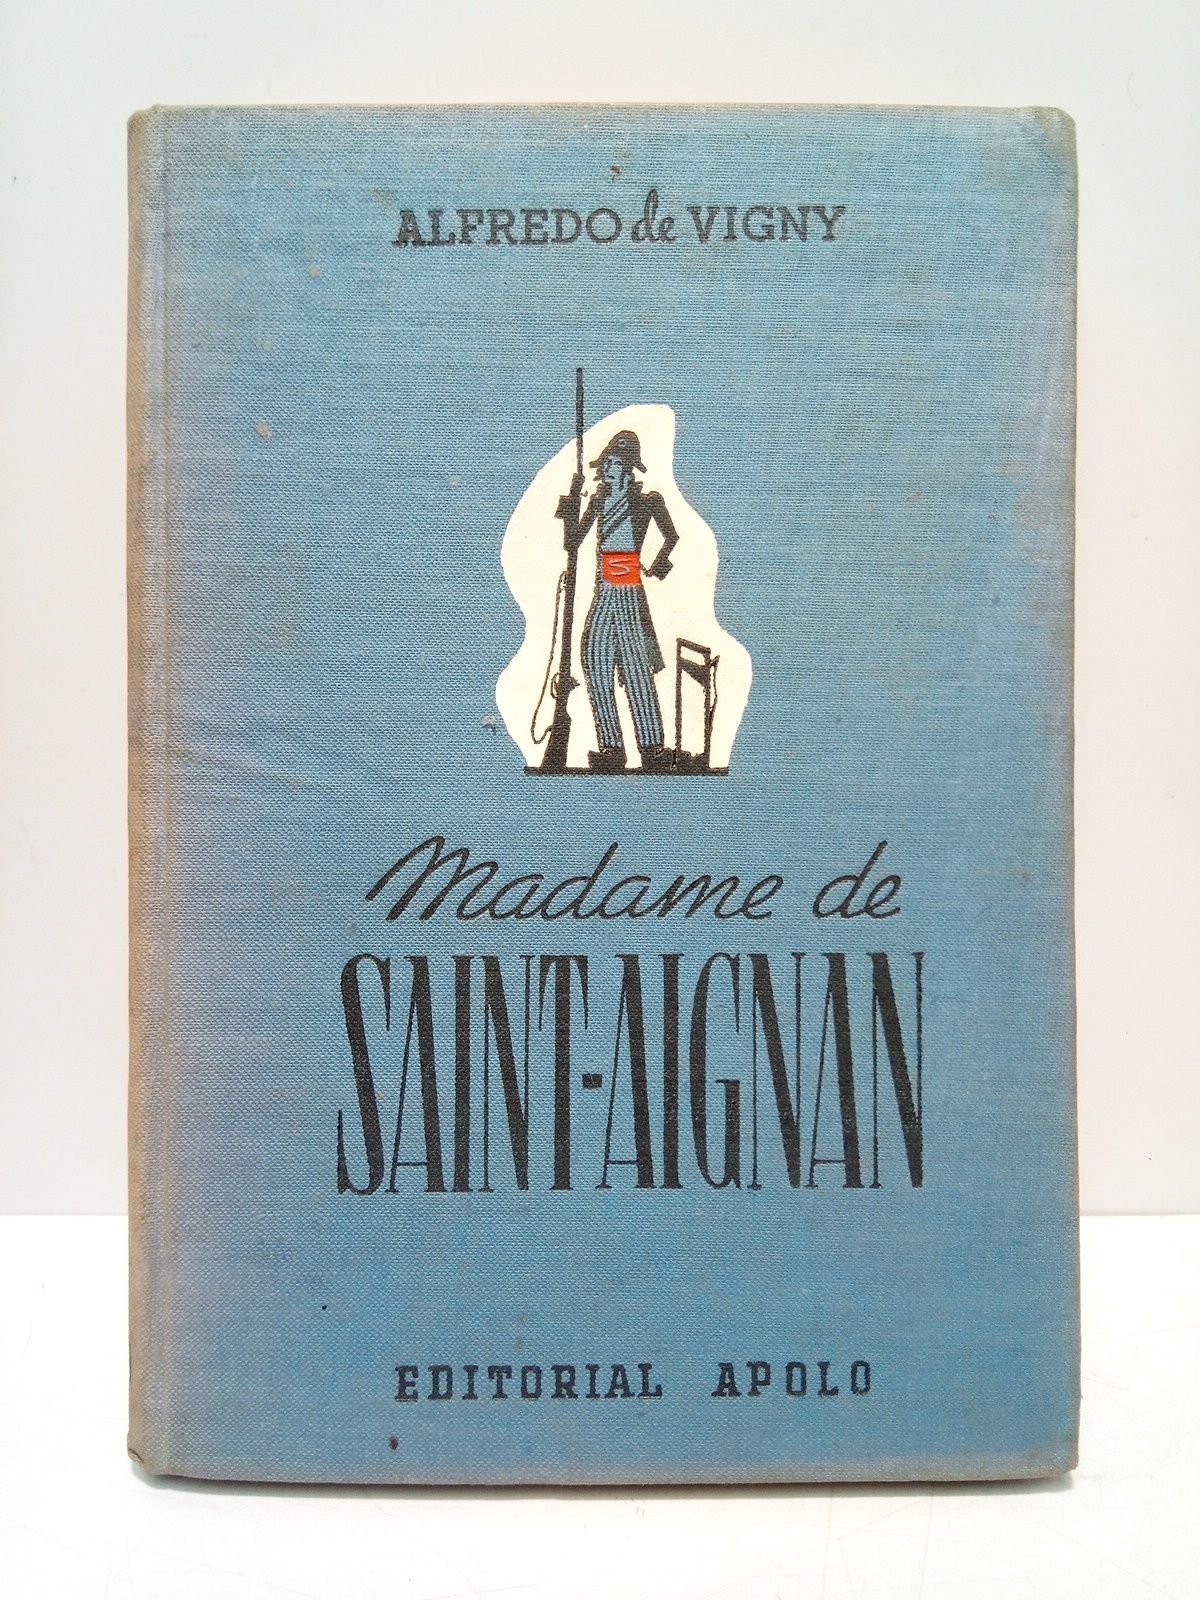 ALFREDO de VIGNY
Madame de
SAINT-AIGNAN
EDITORIAL APOLO